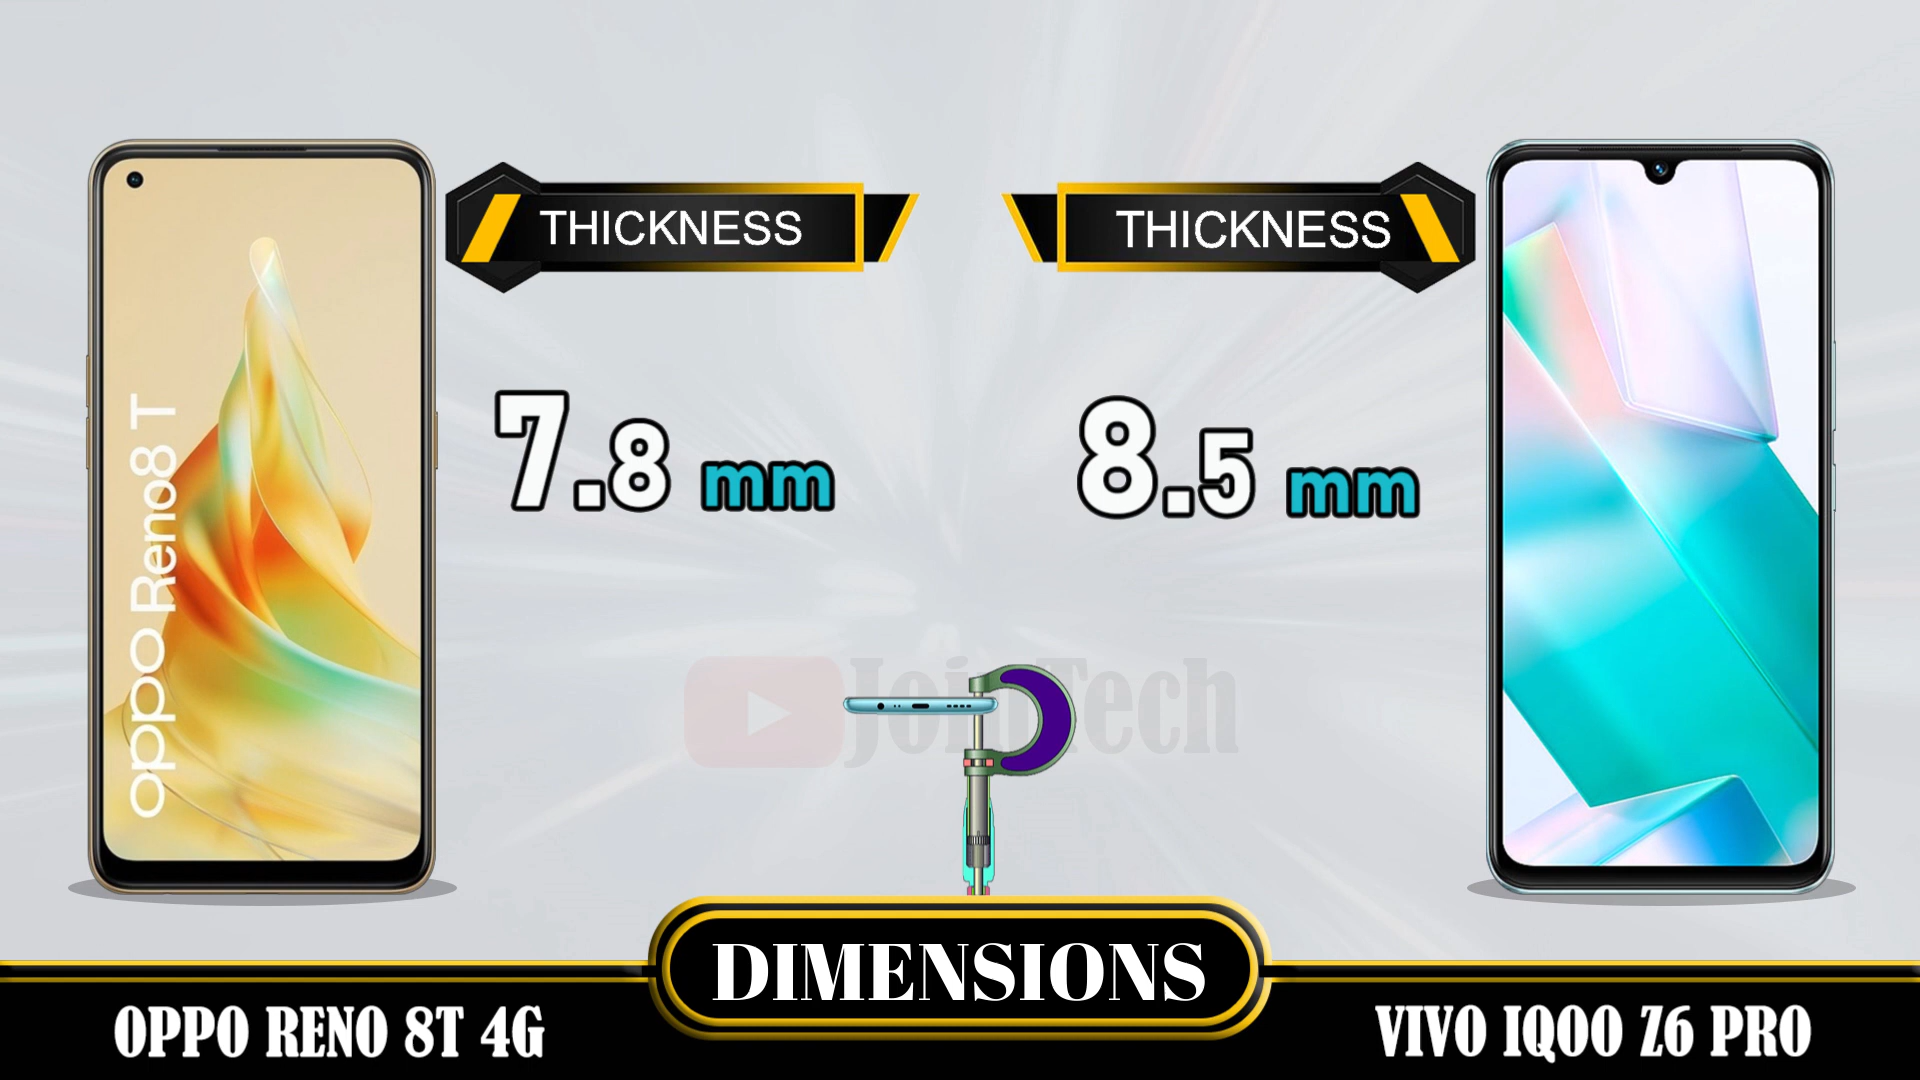 THICKNESS
THICKNESS
7.8 mm
8.5 mm
oppo Reno8 T
JoinTech
DIMENSIONS
OPPO RENO 8T 4G
VIVO IQOO Z6 PRO